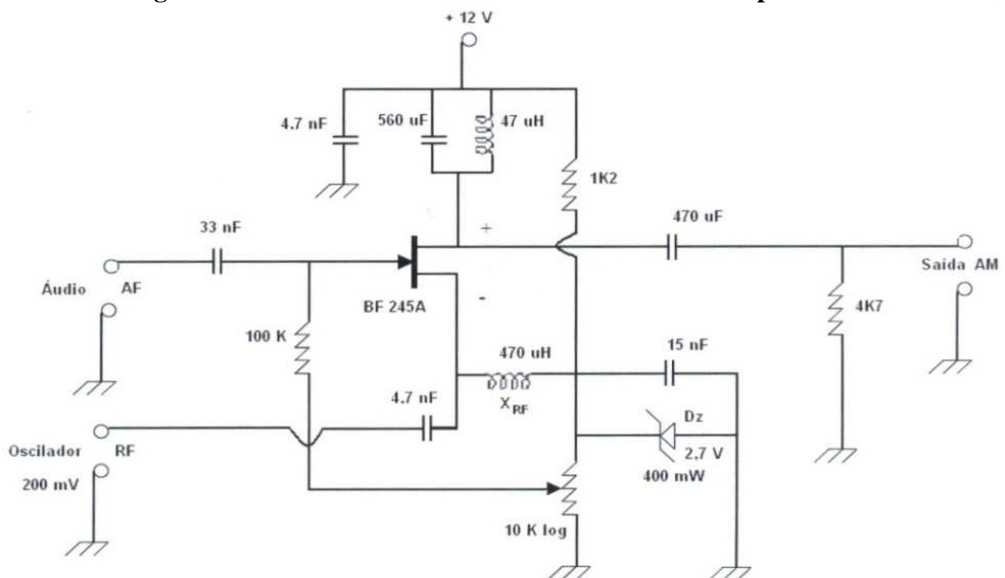 + 12 V
4.7 nF
560 uF
47 uH
1K2
33 nF
470 uF
+
Saída AM
Áudio
AF
BF 245A
-
4K7
100 K
470 uH
15 nF
X_RF
4.7 nF
Dz
Oscilador
RF
2,7 V
200 mV
400 mW
10 K log